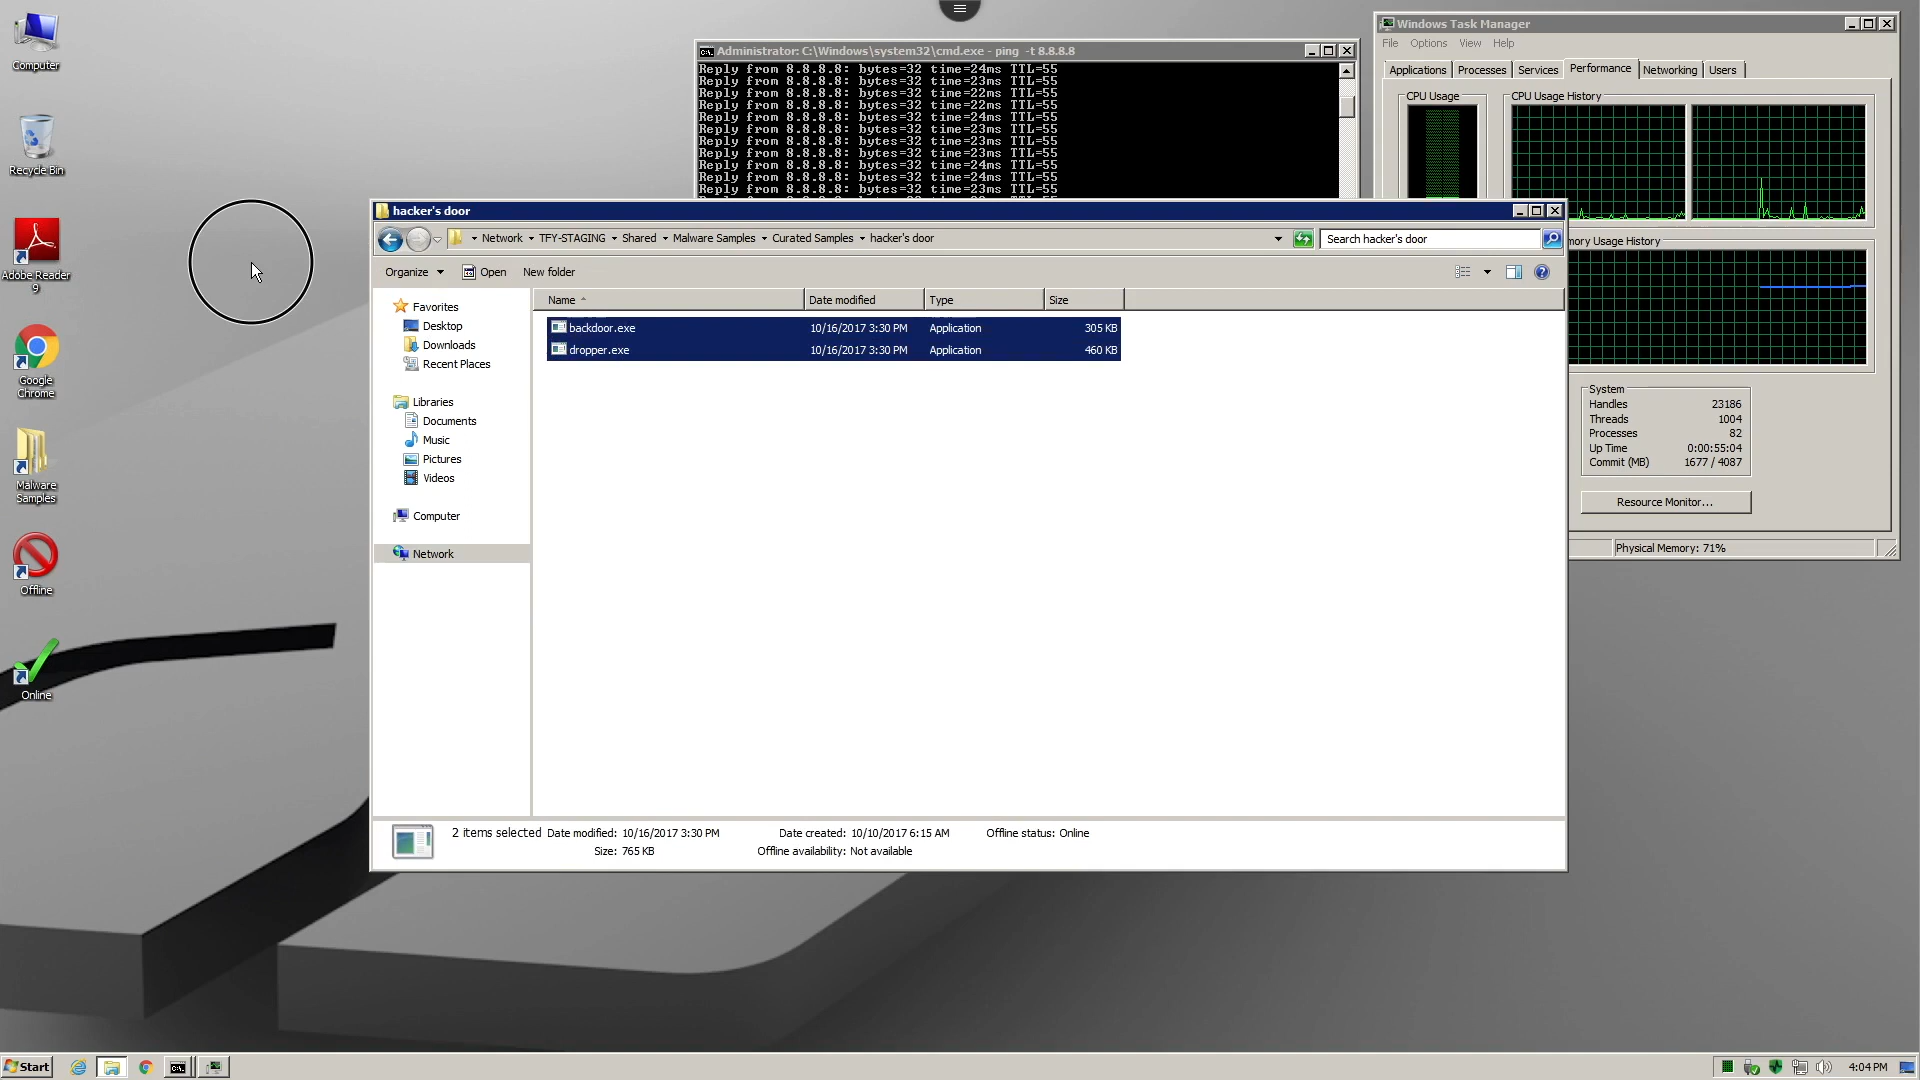 Computer
Recycle Bin
Adobe Reader
9
Google
Chrome
Malware
Samples
Offline
Online
Administrator: C:\Windows\system32\cmd.exe - ping -t 8.8.8.8
Reply from 8.8.8.8: bytes=32 time=24ms TTL=55
Reply from 8.8.8.8: bytes=32 time=23ms TTL=55
Reply from 8.8.8.8: bytes=32 time=22ms TTL=55
Reply from 8.8.8.8: bytes=32 time=22ms TTL=55
Reply from 8.8.8.8: bytes=32 time=24ms TTL=55
Reply from 8.8.8.8: bytes=32 time=23ms TTL=55
Reply from 8.8.8.8: bytes=32 time=23ms TTL=55
Reply from 8.8.8.8: bytes=32 time=23ms TTL=55
Reply from 8.8.8.8: bytes=32 time=24ms TTL=55
Reply from 8.8.8.8: bytes=32 time=24ms TTL=55
Reply from 8.8.8.8: bytes=32 time=23ms TTL=55
Windows Task Manager
File Options View Help
Applications Processes Services Performance Networking Users
CPU Usage CPU Usage History
mory Usage History
System
Handles 23186
Threads 1004
Processes 82
Up Time 0:00:55:04
Commit (MB) 1677 / 4087
Resource Monitor...
Physical Memory: 71%
hacker's door
Network TFY-STAGING Shared Malware Samples Curated Samples hacker's door
Search hacker's door
Organize Open New folder
Name Date modified Type Size
backdoor.exe 10/16/2017 3:30 PM Application 305 KB
dropper.exe 10/16/2017 3:30 PM Application 460 KB
Favorites
Desktop
Downloads
Recent Places
Libraries
Documents
Music
Pictures
Videos
Computer
Network
2 items selected Date modified: 10/16/2017 3:30 PM Date created: 10/10/2017 6:15 AM Offline status: Online
Size: 765 KB Offline availability: Not available
Start
4:04 PM